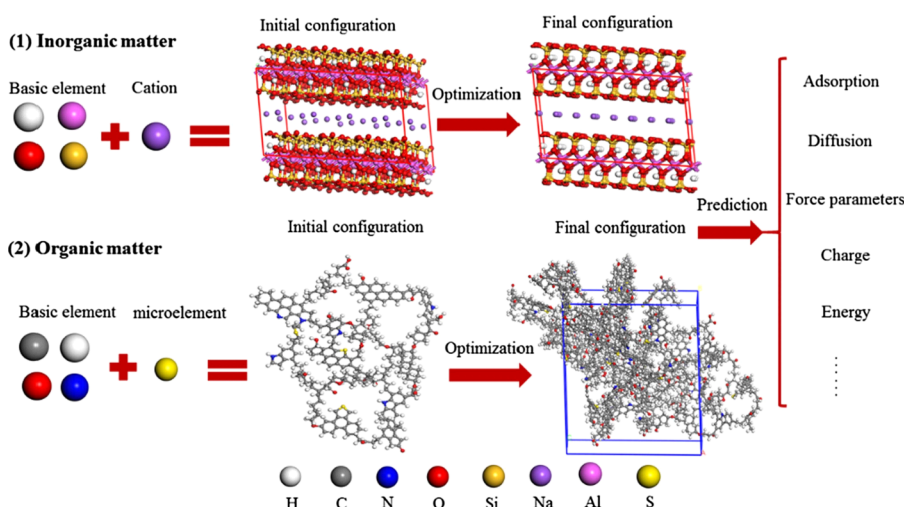 (1) Inorganic matter
Basic element
Cation
Initial configuration
Optimization
Final configuration
Prediction
Adsorption
Diffusion
Force parameters
Charge
Energy
......
(2) Organic matter
Basic element
microelement
Initial configuration
Optimization
Final configuration
H C N O Si Na Al S